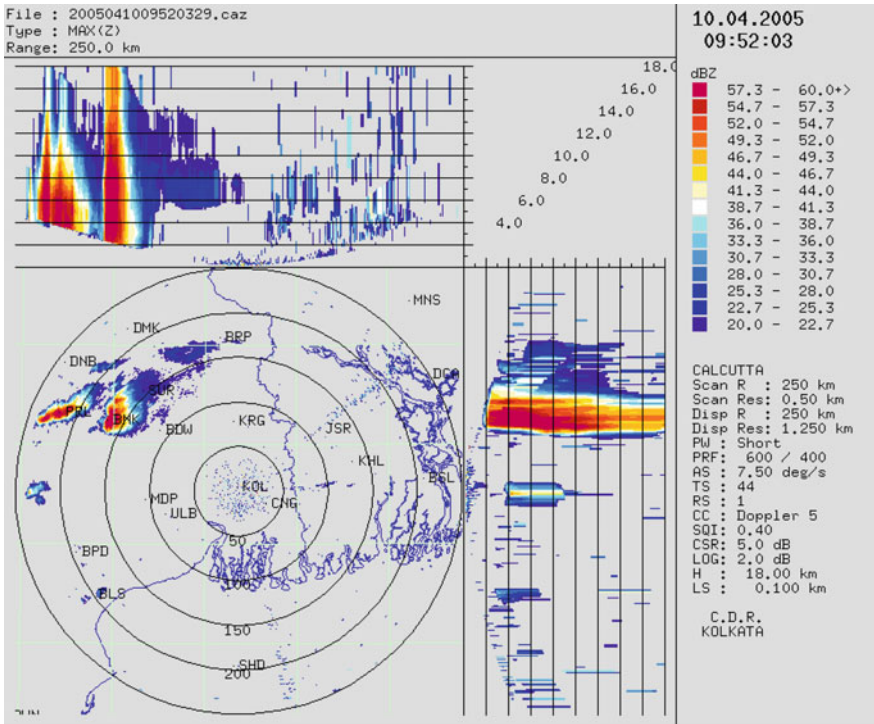 File : 2005041009520329.caz
Type : MAX(Z)
Range: 250.0 km
10.04.2005
09:52:03
dBZ
57.3 - 60.0+>
54.7 - 57.3
52.0 - 54.7
49.3 - 52.0
46.7 - 49.3
44.0 - 46.7
41.3 - 44.0
38.7 - 41.3
36.0 - 38.7
33.3 - 36.0
30.7 - 33.3
28.0 - 30.7
25.3 - 28.0
22.7 - 25.3
20.0 - 22.7
18.0
16.0
14.0
12.0
10.0
8.0
6.0
4.0
MNS
DMK
BRP
DNB
DCA
SUR
PRL
BNK
BDW
KRG
JSR
KHL
BSL
KOL
MDP
CNG
ULB
50
BPD
100
BLS
150
SHD
200
CALCUTTA
Scan R : 250 km
Scan Res: 0.50 km
Disp R : 250 km
Disp Res: 1.250 km
PW : Short
PRF: 600 / 400
AS : 7.50 deg/s
TS : 44
RS : 1
CC : Doppler 5
SQI: 0.40
CSR: 5.0 dB
LOG: 2.0 dB
H : 18.00 km
LS : 0.100 km
C.D.R.
KOLKATA